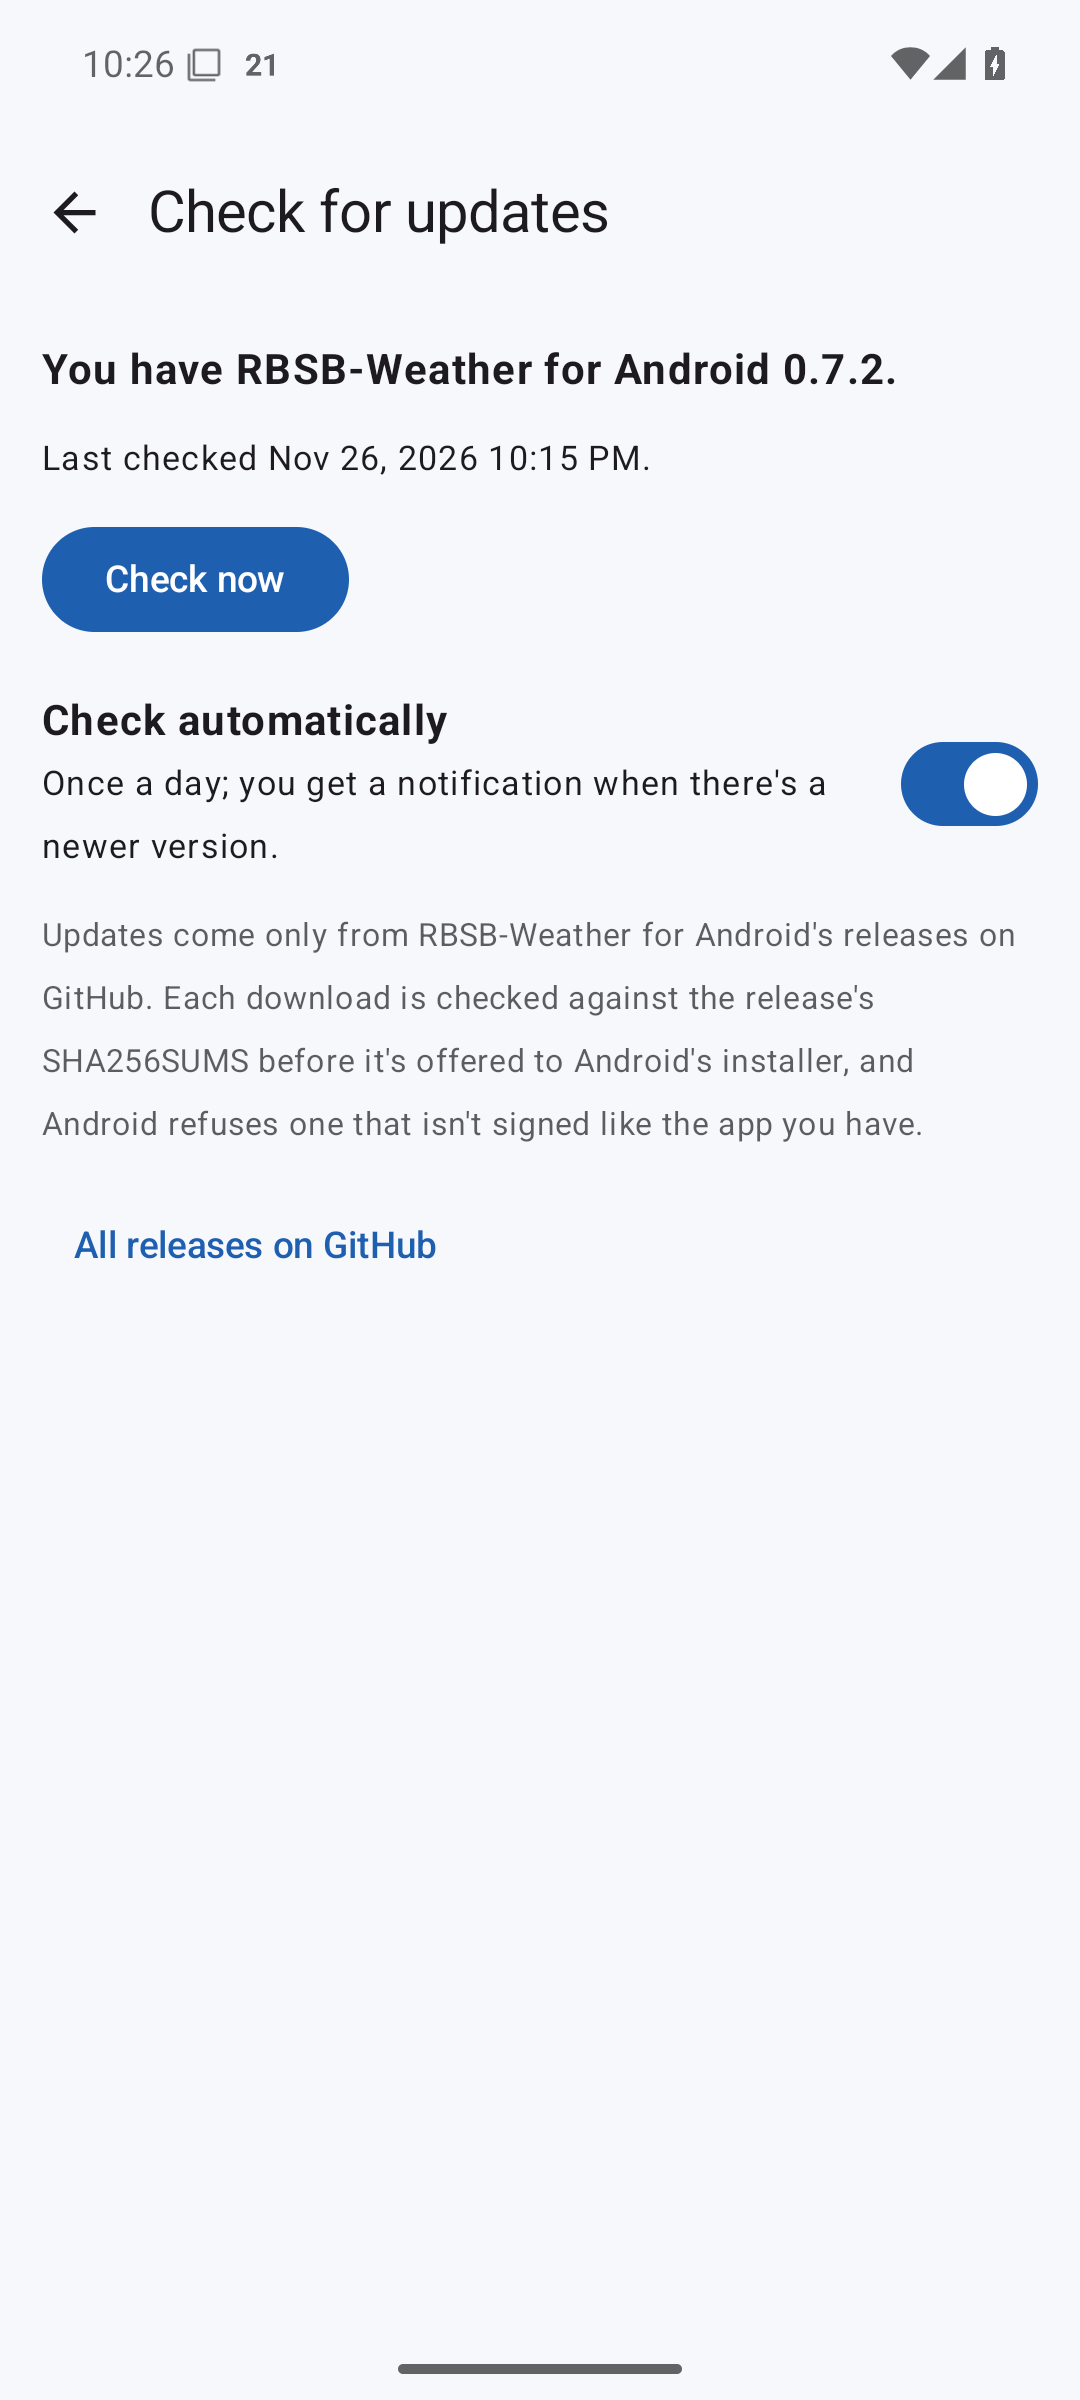 10:26 21
Check for updates
You have RBSB-Weather for Android 0.7.2.
Last checked Nov 26, 2026 10:15 PM.
Check now
Check automatically
Once a day; you get a notification when there's a
newer version.
Updates come only from RBSB-Weather for Android's releases on
GitHub. Each download is checked against the release's
SHA256SUMS before it's offered to Android's installer, and
Android refuses one that isn't signed like the app you have.
All releases on GitHub